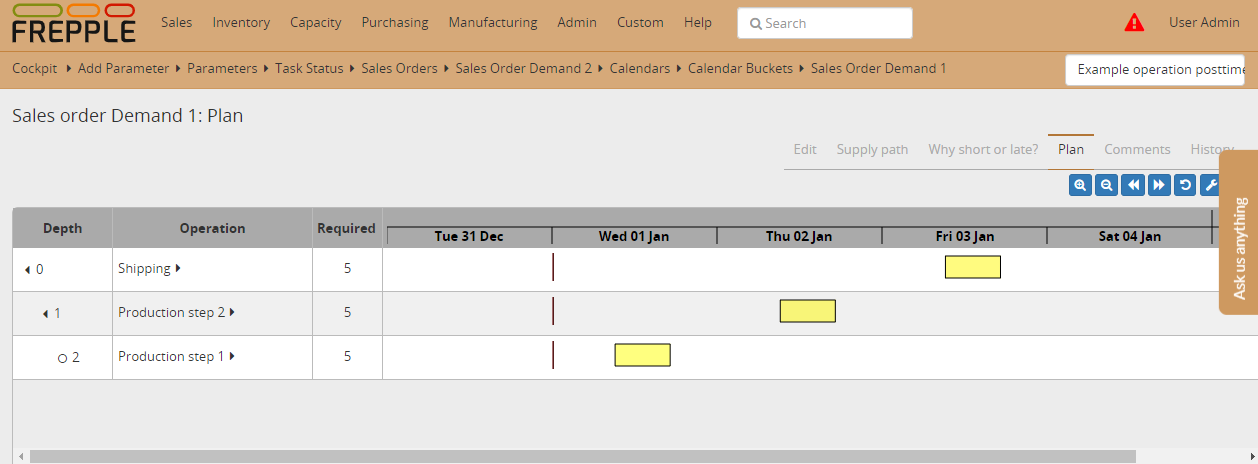 FREPPLE Sales Inventory Capacity Purchasing Manufacturing Admin Custom Help Search User Admin
Cockpit Add Parameter Parameters Task Status Sales Orders Sales Order Demand 2 Calendars Calendar Buckets Sales Order Demand 1 Example operation posttime
Sales order Demand 1: Plan
Edit Supply path Why short or late? Plan Comments History
Ask us anything
Depth Operation Required Tue 31 Dec Wed 01 Jan Thu 02 Jan Fri 03 Jan Sat 04 Jan
0 Shipping 5
1 Production step 2 5
2 Production step 1 5